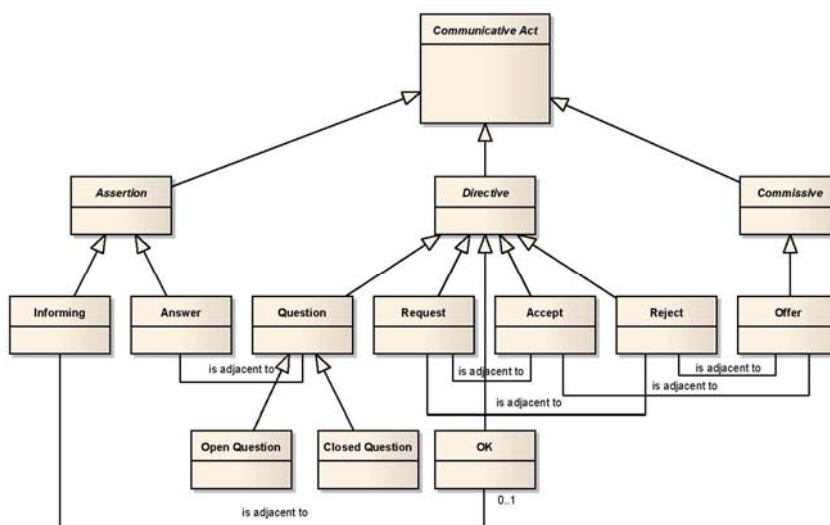 Communicative Act
Assertion
Directive
Commissive
Informing
Answer
Question
Request
Accept
Reject
Offer
is adjacent to
is adjacent to
is adjacent to
is adjacent to
is adjacent to
Open Question
Closed Question
OK
0..1
is adjacent to